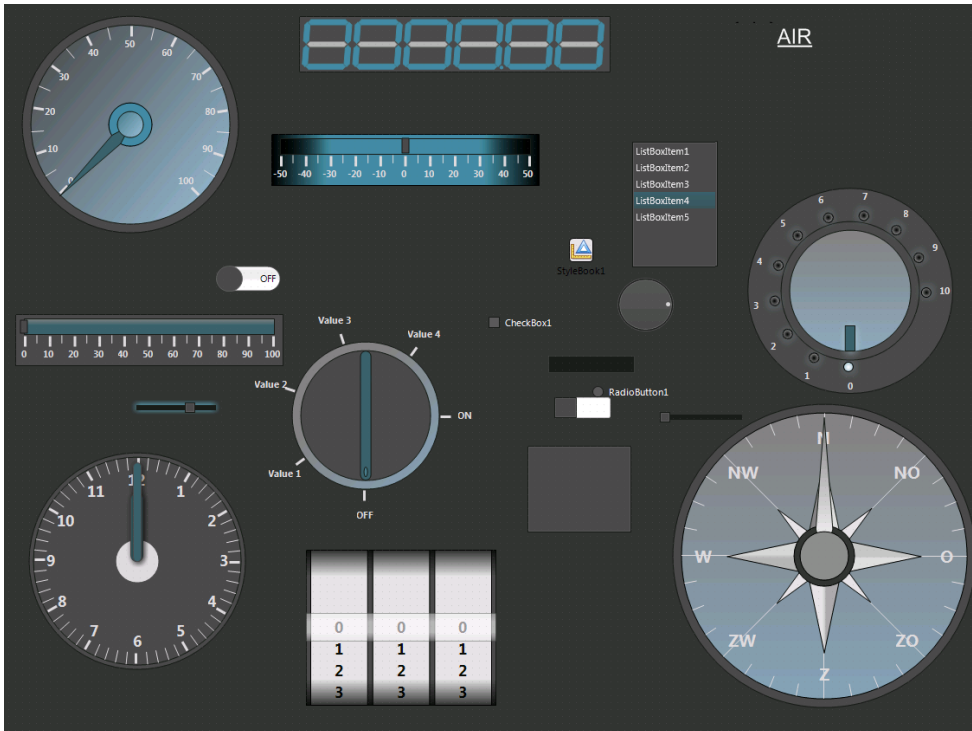 AIR
0
10
20
30
40
50
60
70
80
90
100
-50 -40 -30 -20 -10 0 10 20 30 40 50
ListBoxItem1
ListBoxItem2
ListBoxItem3
ListBoxItem4
ListBoxItem5
StyleBook1
OFF
0
1
2
3
4
5
6
7
8
9
10
0 10 20 30 40 50 60 70 80 90 100
OFF
Value 1
Value 2
Value 3
Value 4
ON
CheckBox1
RadioButton1
12
1
2
3
4
5
6
7
8
9
10
11
0 0 0
1 1 1
2 2 2
3 3 3
N
NO
O
ZO
Z
ZW
W
NW